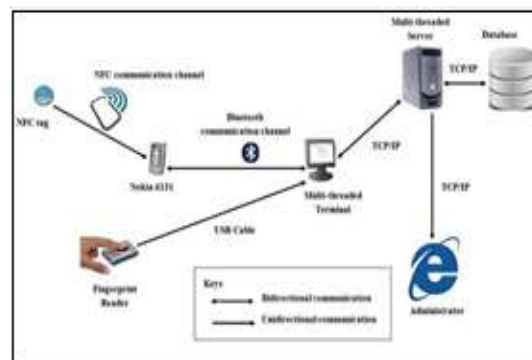 Multi-threaded
Server
Database
TCP/IP
NFC communication channel
NFC tag
Bluetooth
communication channel
TCP/IP
Nokia 6131
Multi-threaded
Terminal
TCP/IP
USB Cable
Fingerprint
Reader
Keys
Bidirectional communication
Unidirectional communication
Administrator